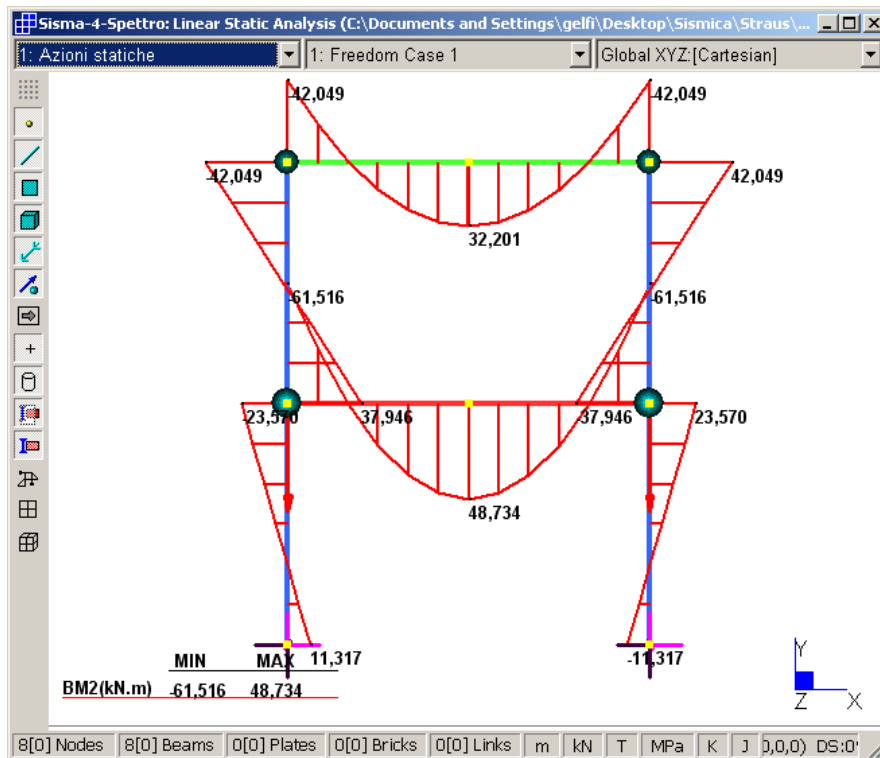 Sisma-4-Spettro: Linear Static Analysis (C:\Documents and Settings\gelfi\Desktop\Sismica\Straus\...
1: Azioni statiche
1: Freedom Case 1
Global XYZ:[Cartesian]
-42,049
-42,049
-42,049
42,049
32,201
-61,516
-61,516
-23,570
37,946
-37,946
23,570
48,734
MIN MAX
11,317
-11,317
BM2(kN.m) -61,516 48,734
Y
Z
X
8[0] Nodes
8[0] Beams
0[0] Plates
0[0] Bricks
0[0] Links
m
kN
T
MPa
K
J
),0,0) DS:0